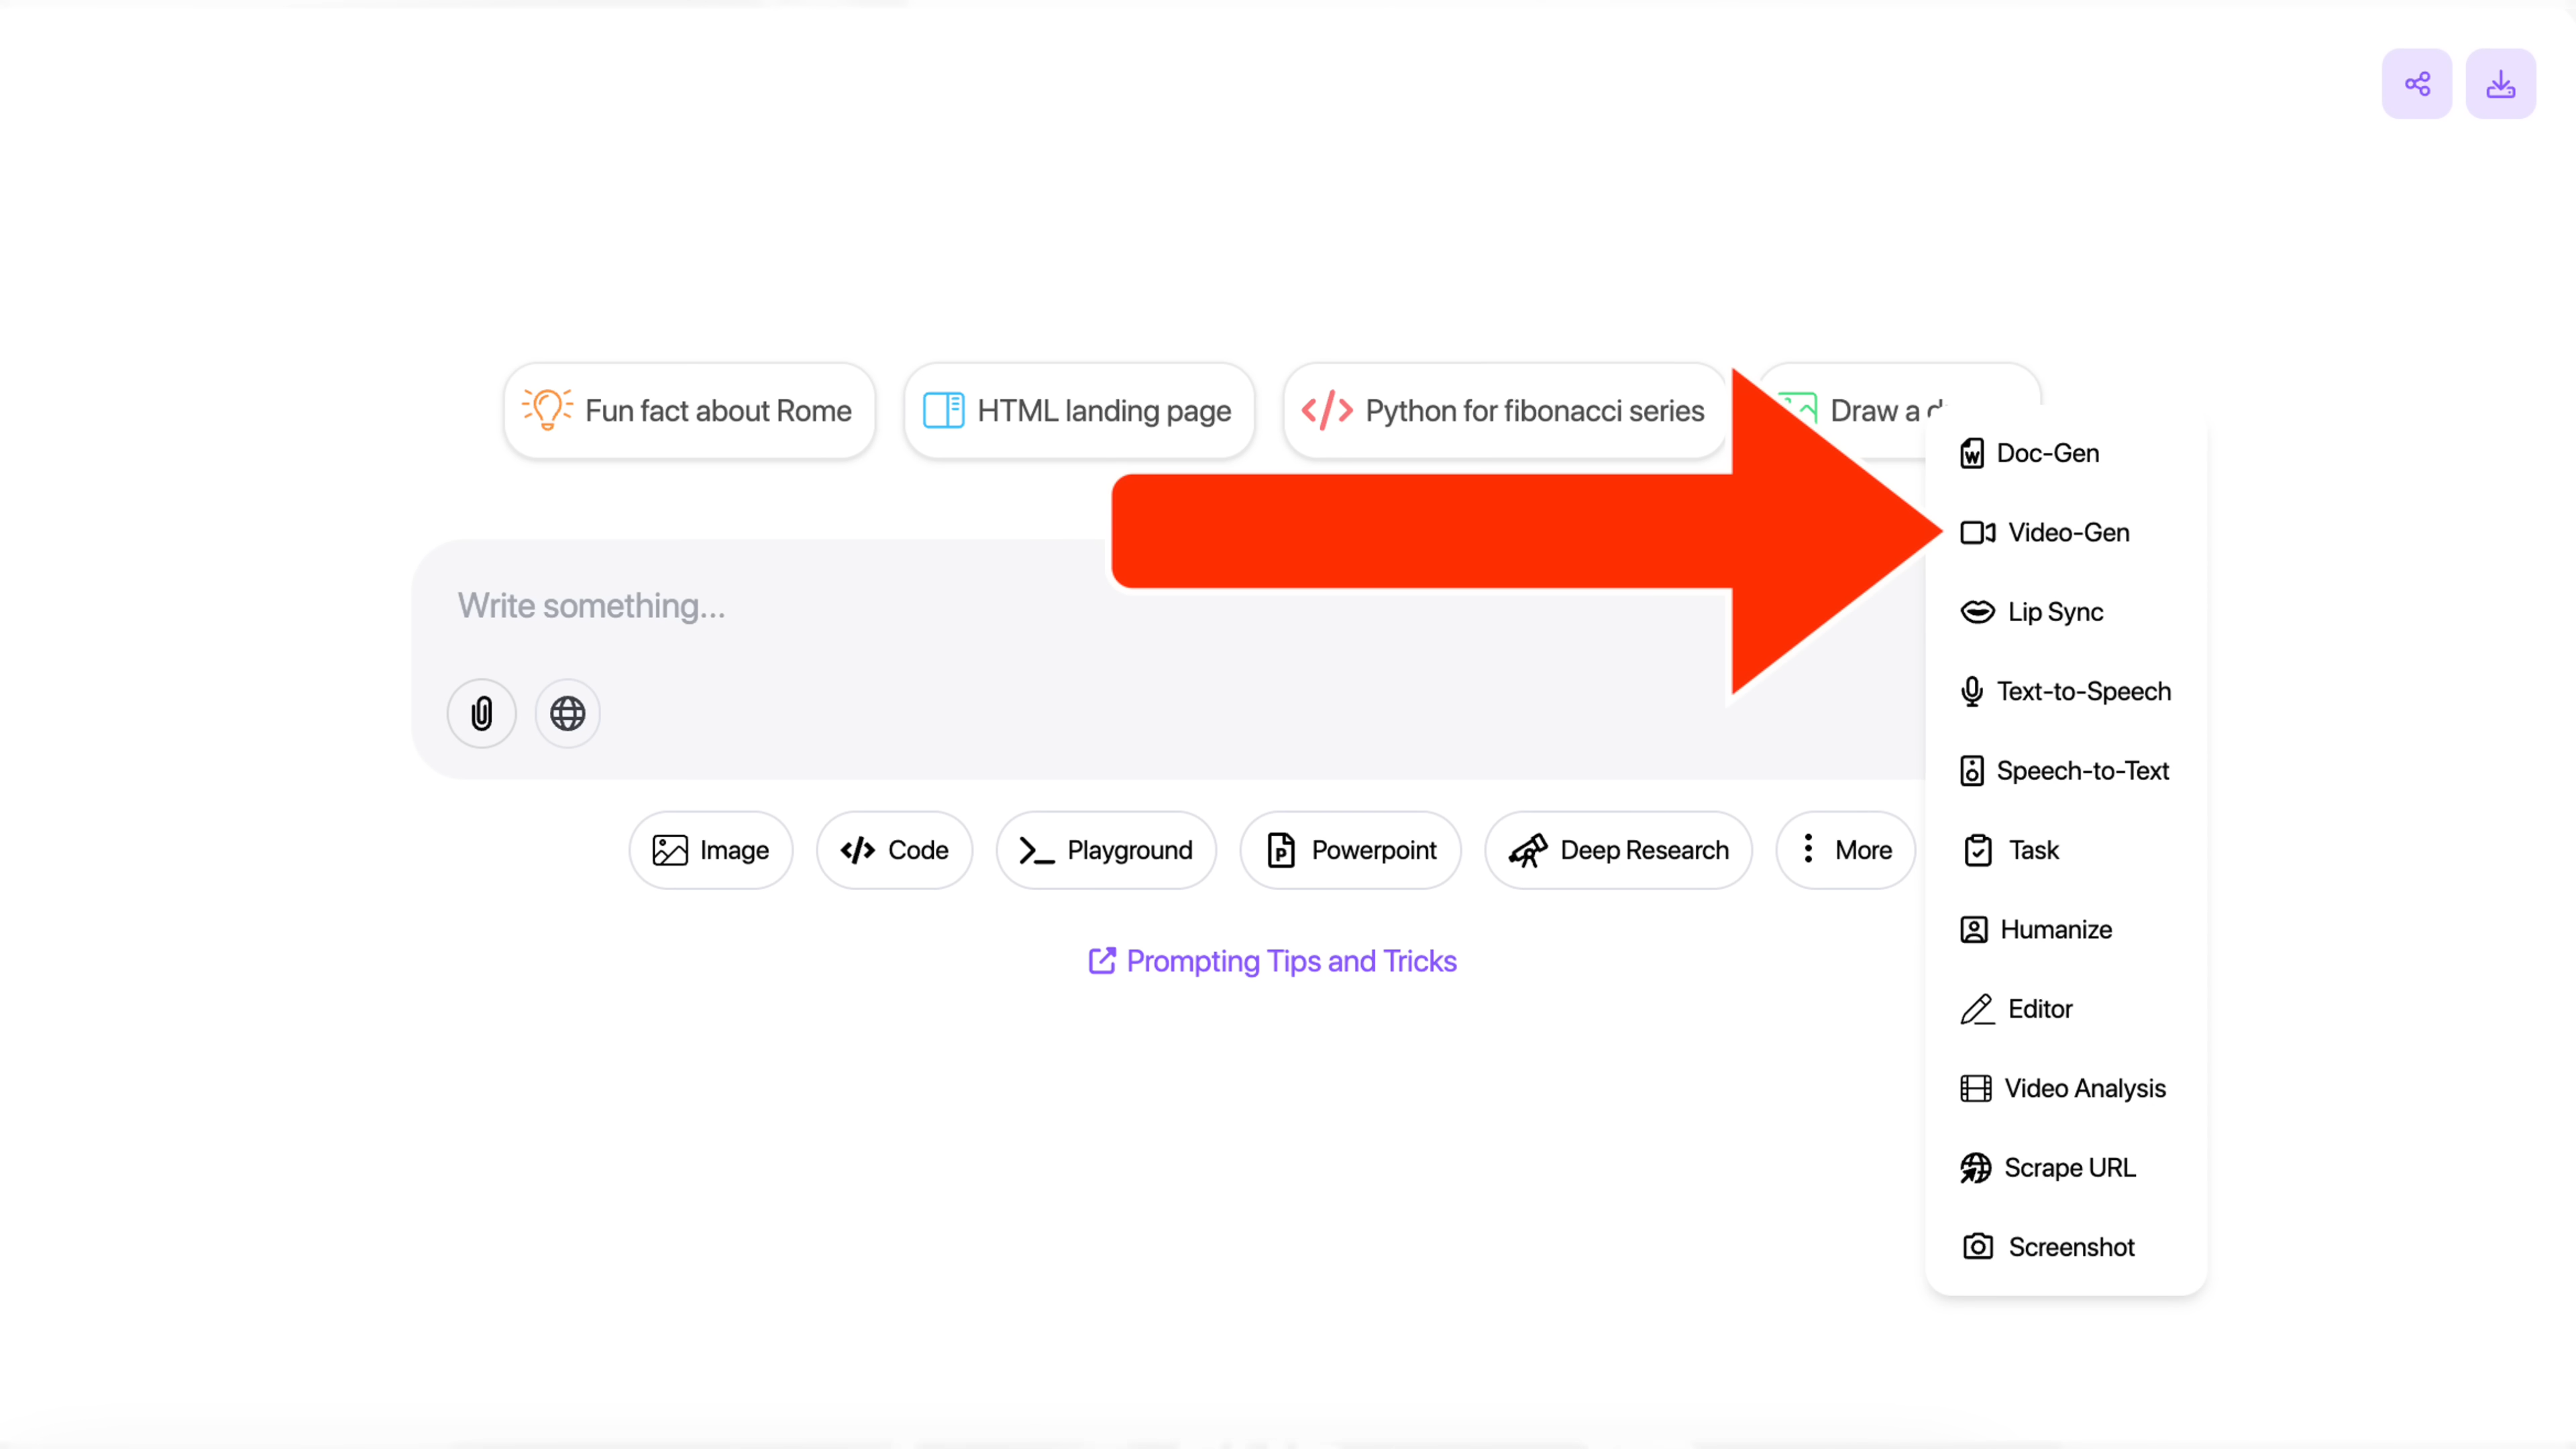 Fun fact about Rome
HTML landing page
Python for fibonacci series
Draw a
Write something...
Image
Code
Playground
Powerpoint
Deep Research
More
Prompting Tips and Tricks
Doc-Gen
Video-Gen
Lip Sync
Text-to-Speech
Speech-to-Text
Task
Humanize
Editor
Video Analysis
Scrape URL
Screenshot